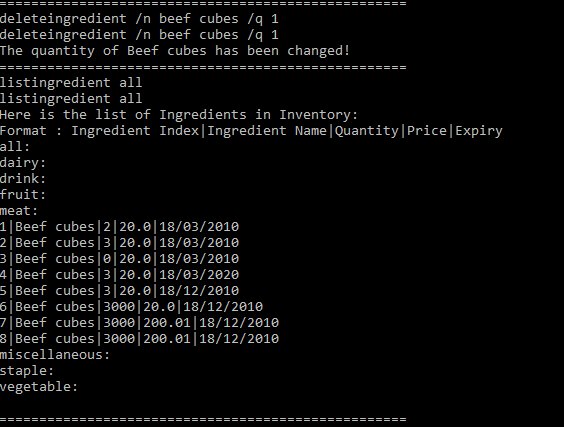 ===================================================
deleteingredient /n beef cubes /q 1
deleteingredient /n beef cubes /q 1
The quantity of Beef cubes has been changed!
===================================================
listingredient all
listingredient all
Here is the list of Ingredients in Inventory:
Format : Ingredient Index|Ingredient Name|Quantity|Price|Expiry
all:
dairy:
drink:
fruit:
meat:
1|Beef cubes|2|20.0|18/03/2010
2|Beef cubes|3|20.0|18/03/2010
3|Beef cubes|0|20.0|18/03/2010
4|Beef cubes|3|20.0|18/03/2020
5|Beef cubes|3|20.0|18/12/2010
6|Beef cubes|3000|20.0|18/12/2010
7|Beef cubes|3000|200.01|18/12/2010
8|Beef cubes|3000|200.01|18/12/2010
miscellaneous:
staple:
vegetable:
===================================================